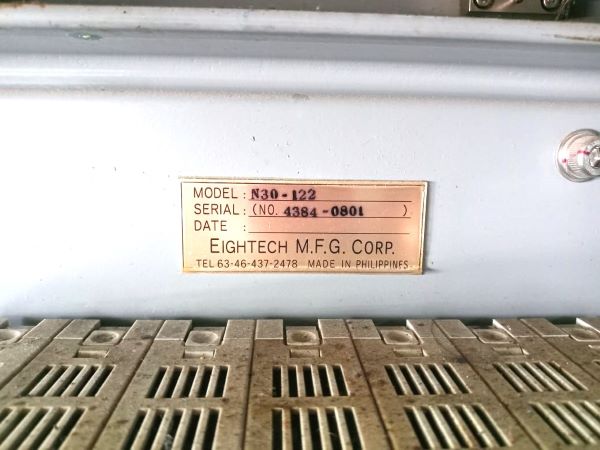 MODEL : N30-122
SERIAL : (NO. 4384-0801 )
DATE :
EIGHTECH M.F.G. CORP.
TEL 63-46-437-2478 MADE IN PHILIPPINES